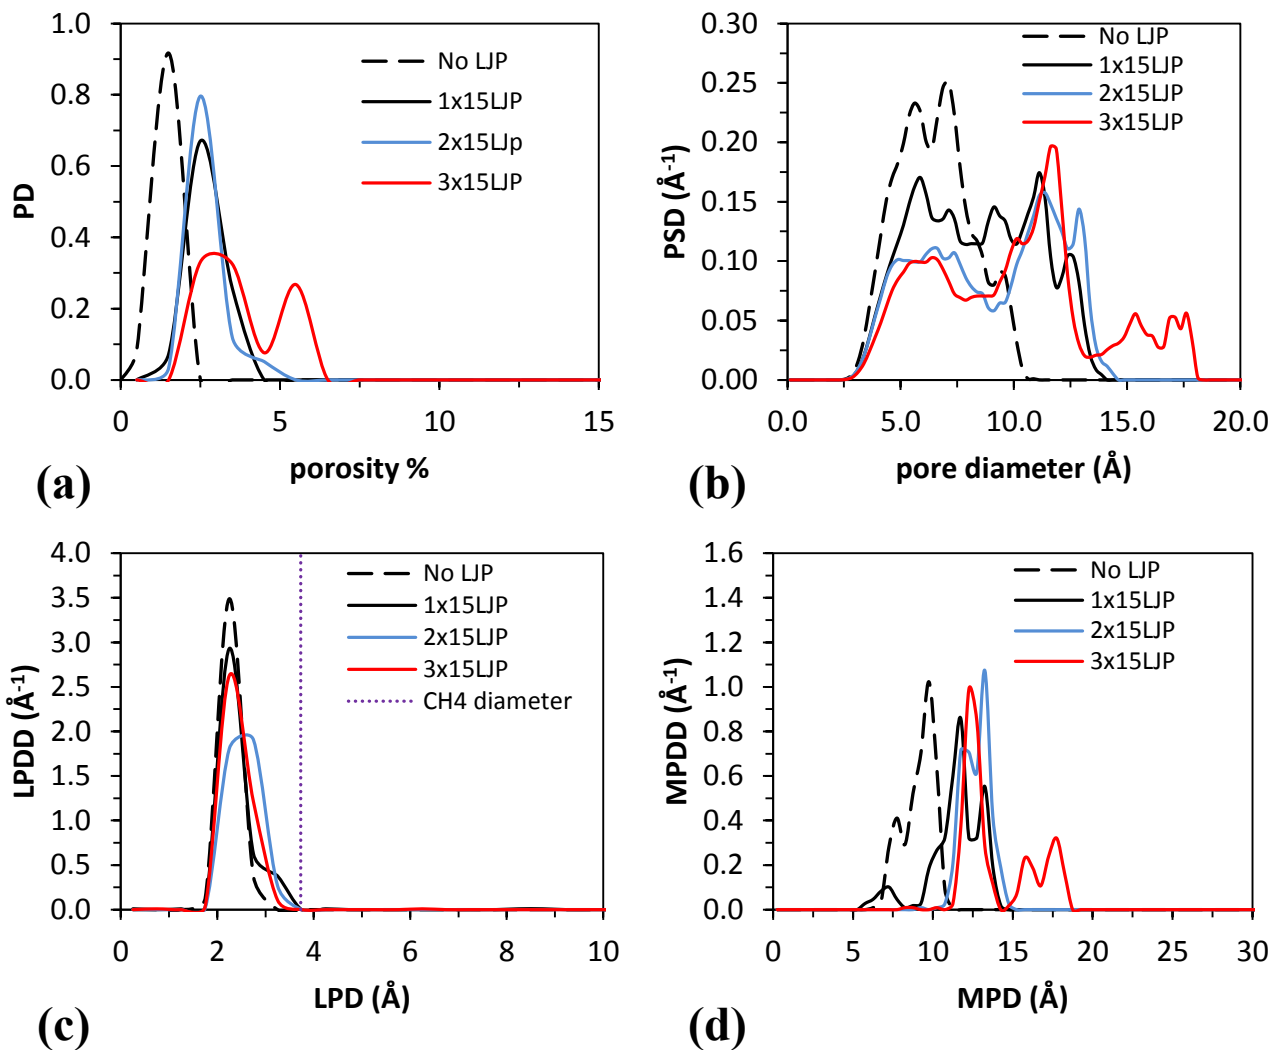 PD
1.0
0.8
0.6
0.4
0.2
0.0
No LJP
1x15LJP
2x15LJp
3x15LJP
0 5 10 15
porosity %
(a)
PSD (Å-1)
0.30
0.25
0.20
0.15
0.10
0.05
0.00
No LJP
1x15LJP
2x15LJP
3x15LJP
0.0 5.0 10.0 15.0 20.0
pore diameter (Å)
(b)
LPDD (Å-1)
4.0
3.5
3.0
2.5
2.0
1.5
1.0
0.5
0.0
No LJP
1x15LJP
2x15LJP
3x15LJP
CH4 diameter
0 2 4 6 8 10
LPD (Å)
(c)
MPDD (Å-1)
1.6
1.4
1.2
1.0
0.8
0.6
0.4
0.2
0.0
No LJP
1x15LJP
2x15LJP
3x15LJP
0 5 10 15 20 25 30
MPD (Å)
(d)